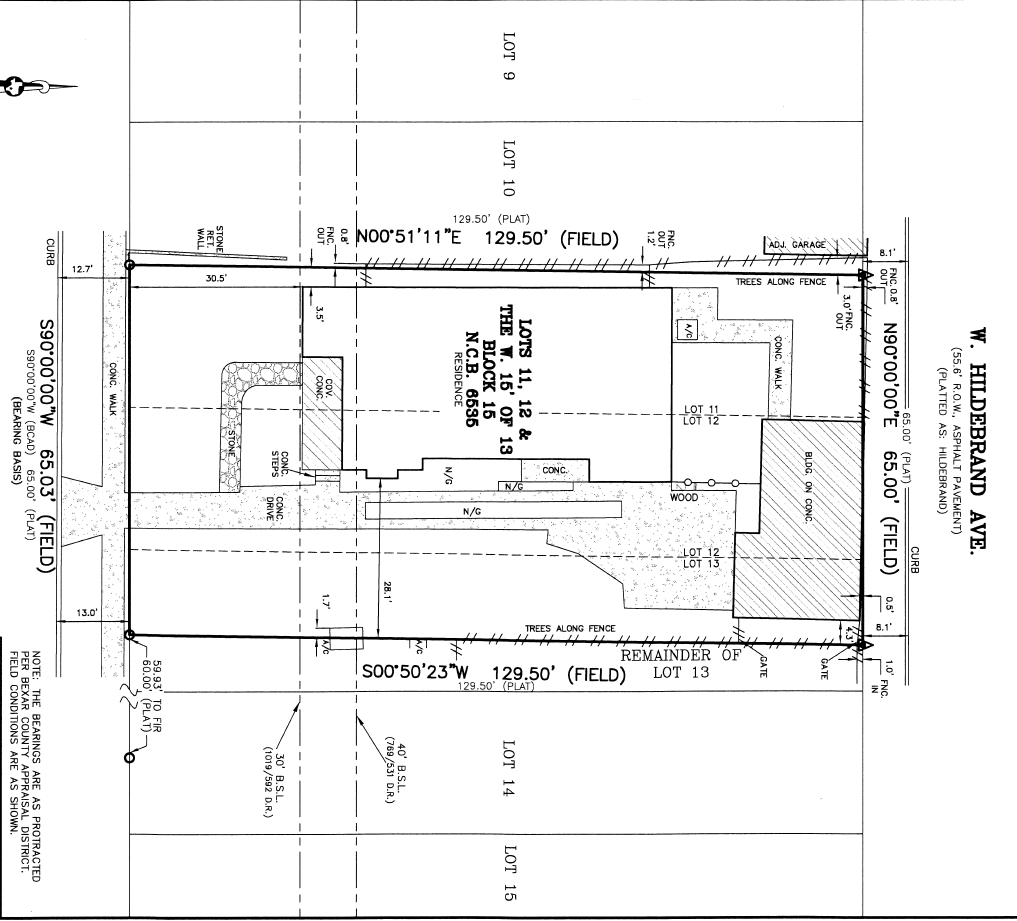 LOT 9
LOT 10
129.50' (PLAT)
N00°51'11"E 129.50' (FIELD)
STONE
RET.
WALL
0.8'
FNC.
OUT
1.2'
FNC.
OUT
ADJ. GARAGE
8.1'
FNC. 0.8'
OUT
CURB
12.7'
30.5'
3.5'
TREES ALONG FENCE
3.0' FNC.
OUT
W. HILDEBRAND AVE.
(55.6' R.O.W., ASPHALT PAVEMENT)
(PLATTED AS: HILDEBRAND)
65.00' (PLAT)
N90°00'00"E 65.00' (FIELD)
CURB
A/C
CONC. WALK
LOTS 11, 12 &
THE W. 15' OF 13
BLOCK 15
N.C.B. 6535
RESIDENCE
S90°00'00"W 65.03' (FIELD)
S90°00'00"W (BCAD) 65.00' (PLAT)
(BEARING BASIS)
CONC. WALK
COV.
CONC.
STONE
CONC.
STEPS
CONC.
DRIVE
LOT 11
LOT 12
N/G
CONC.
N/G
N/G
WOOD
BLDG. ON CONC.
LOT 12
LOT 13
28.1'
0.5'
8.1'
4.3'
13.0'
1.7'
A/C
A/C
TREES ALONG FENCE
GATE
GATE
1.0'
FNC.
IN
S00°50'23"W 129.50' (FIELD)
129.50' (PLAT)
REMAINDER OF
LOT 13
59.93' TO FIR
60.00' (PLAT)
30' B.S.L.
(1019/592 D.R.)
40' B.S.L.
(769/531 D.R.)
LOT 14
LOT 15
NOTE: THE BEARINGS ARE AS PROTRACTED
PER BEXAR COUNTY APPRAISAL DISTRICT.
FIELD CONDITIONS ARE AS SHOWN.